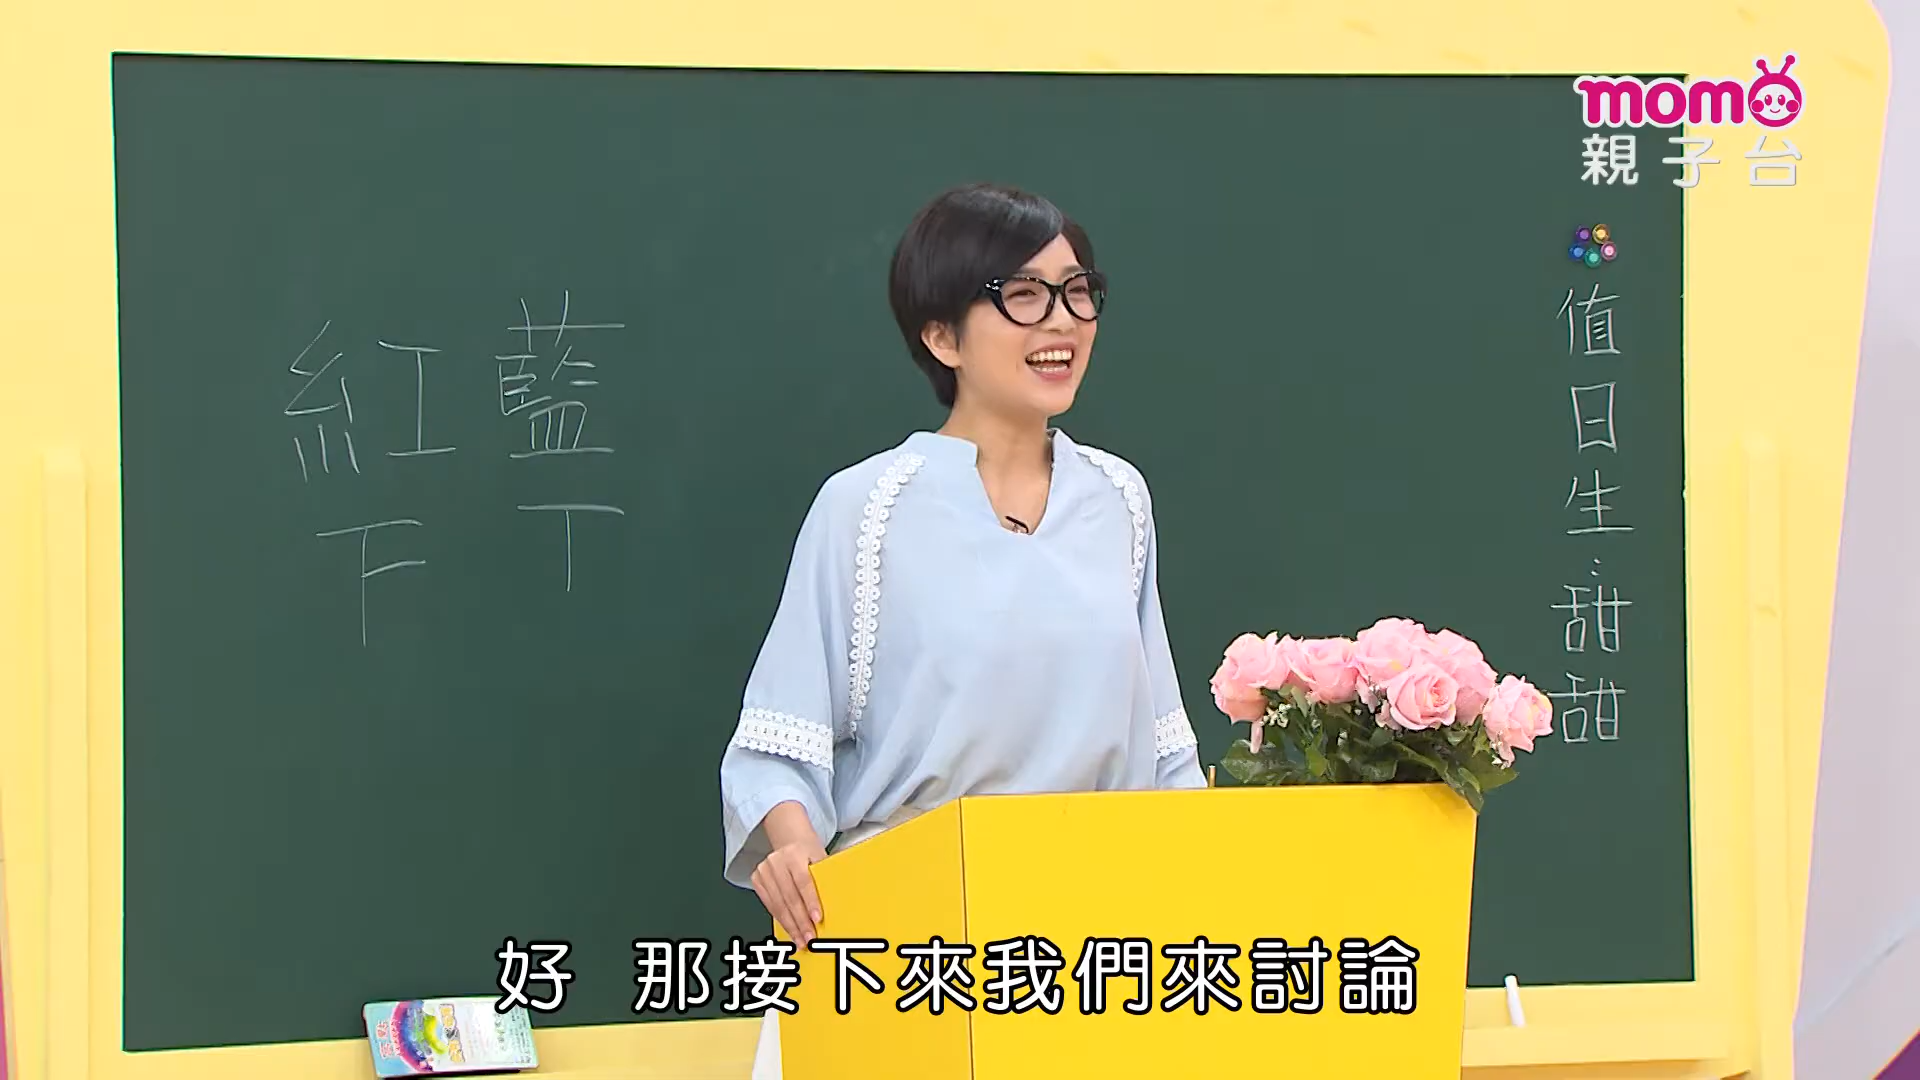 momo
親子台
紅 藍
下 丅
值日生:甜甜
好 那接下來我們來討論